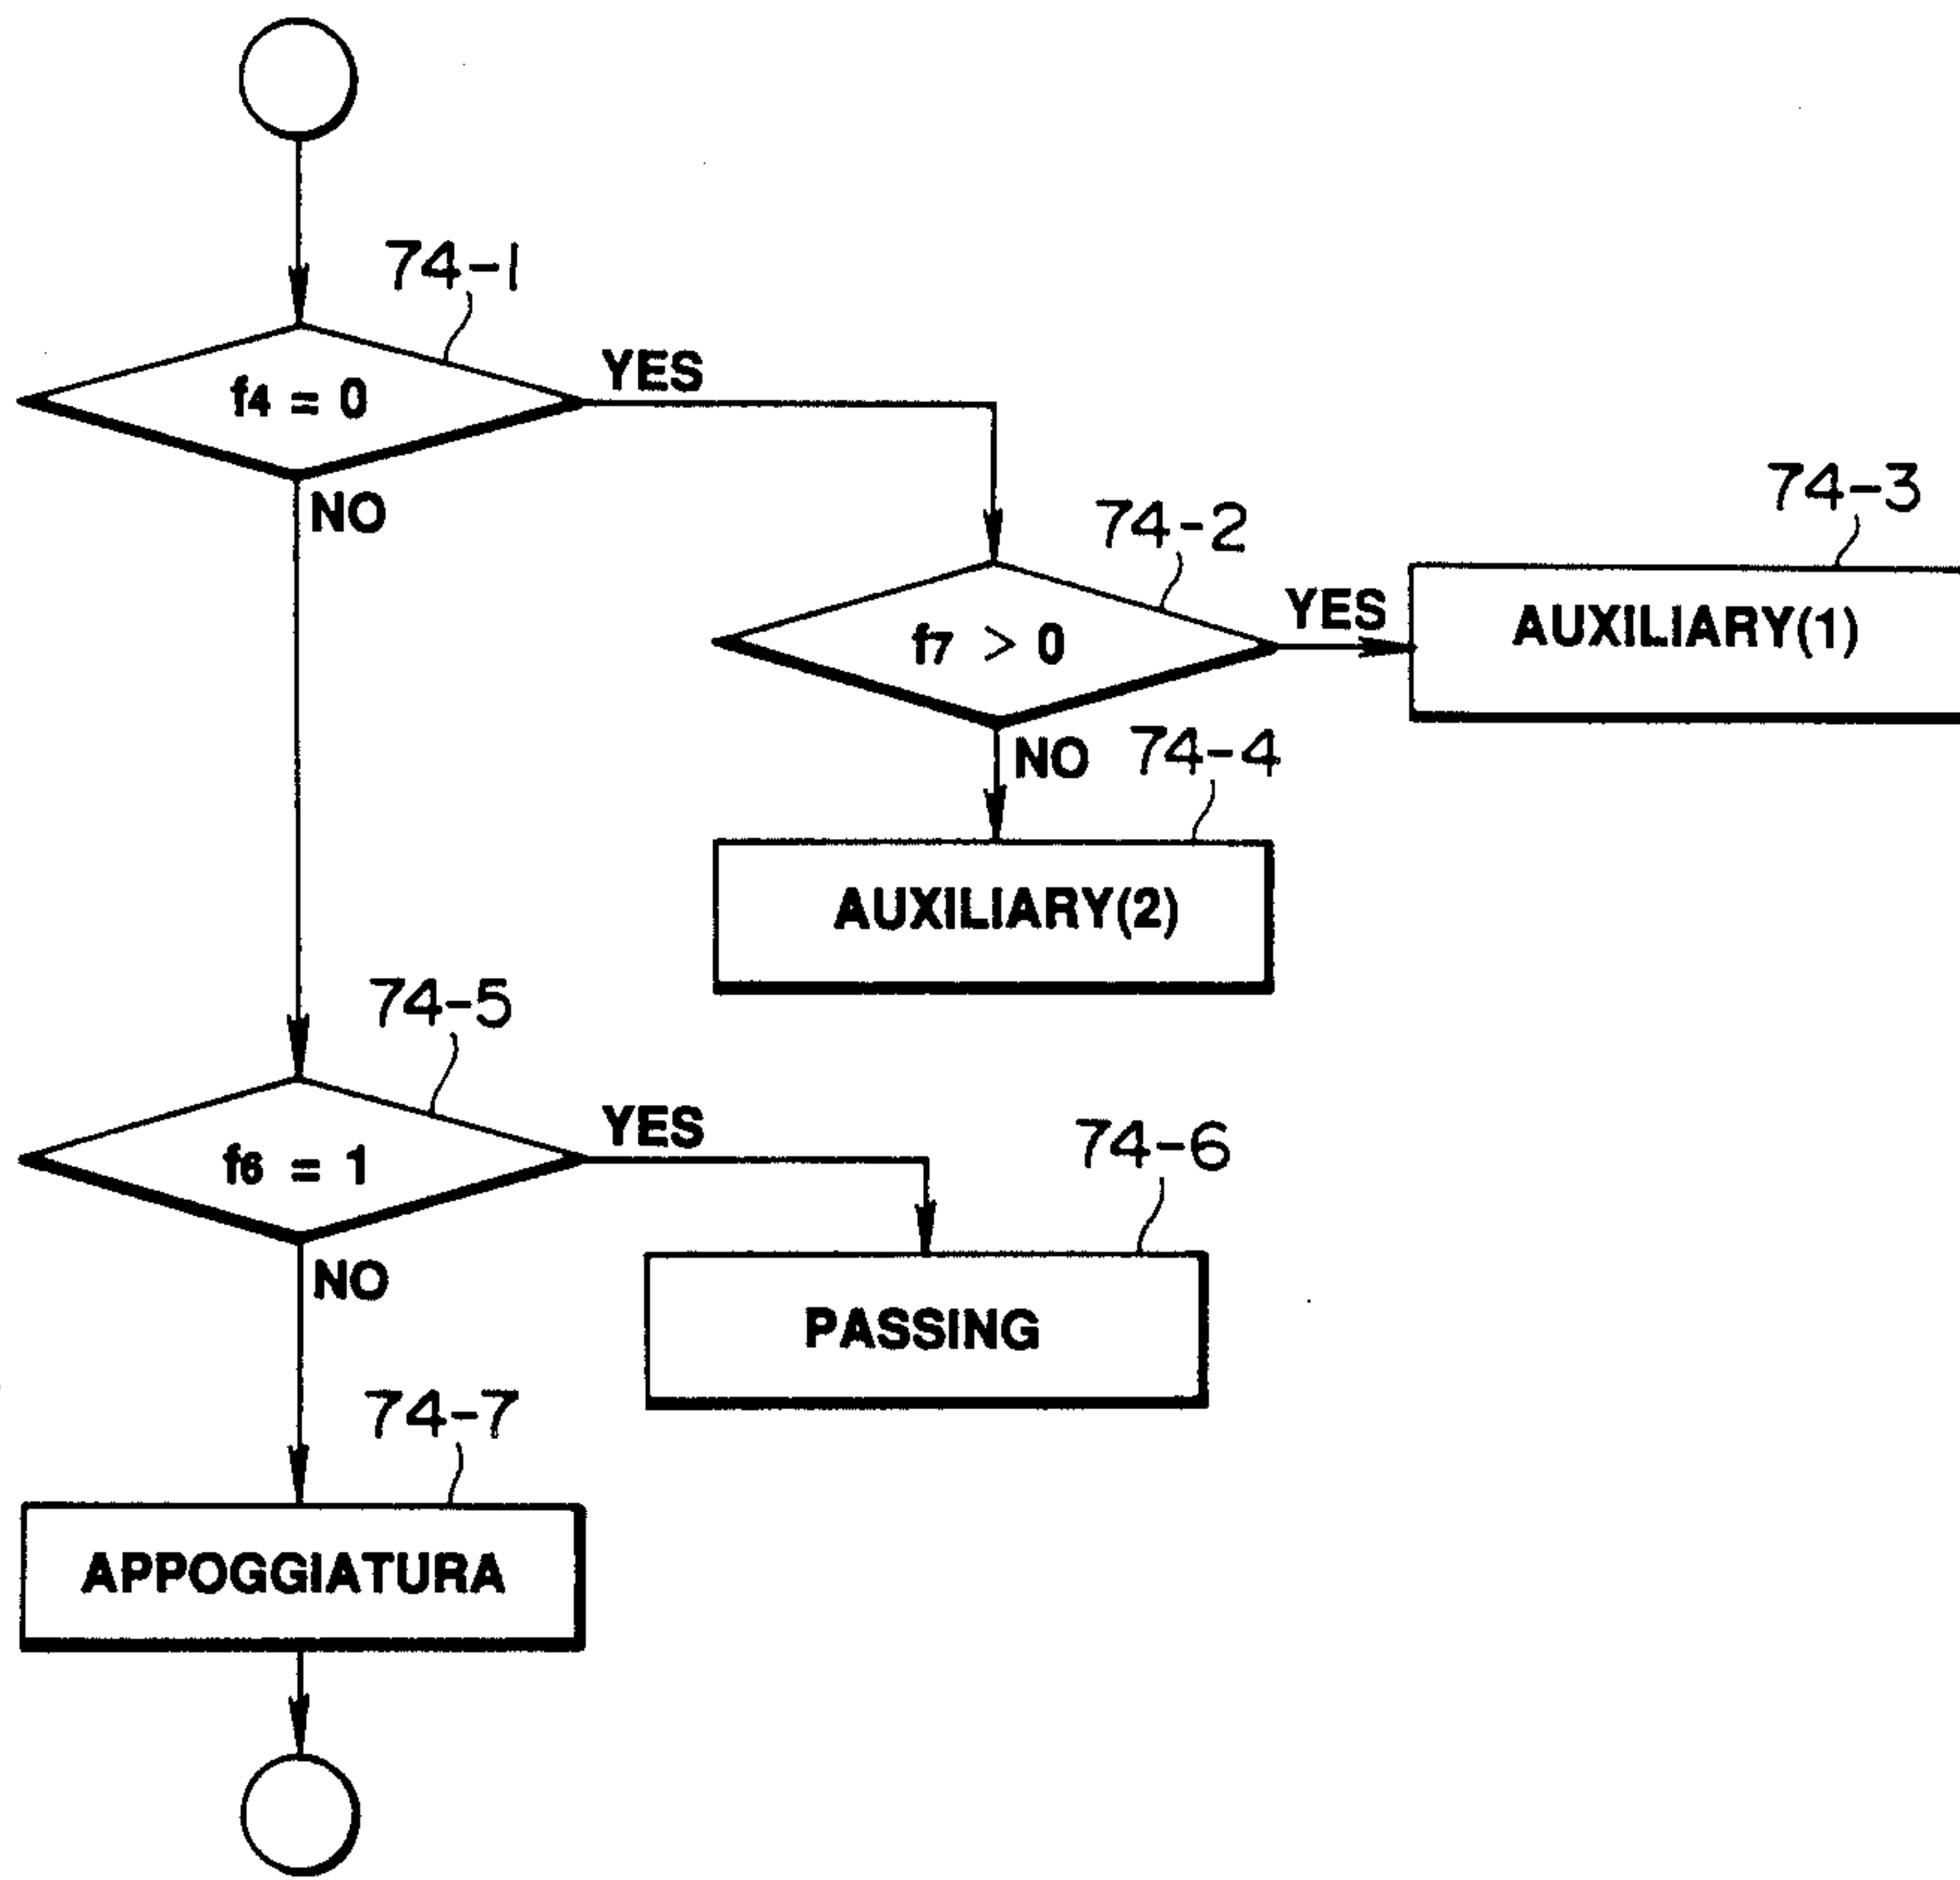 74-1
f4 = 0
YES
NO
74-2
74-3
f7 > 0
YES
AUXILIARY(1)
NO
74-4
AUXILIARY(2)
74-5
f6 = 1
YES
74-6
NO
PASSING
74-7
APPOGGIATURA